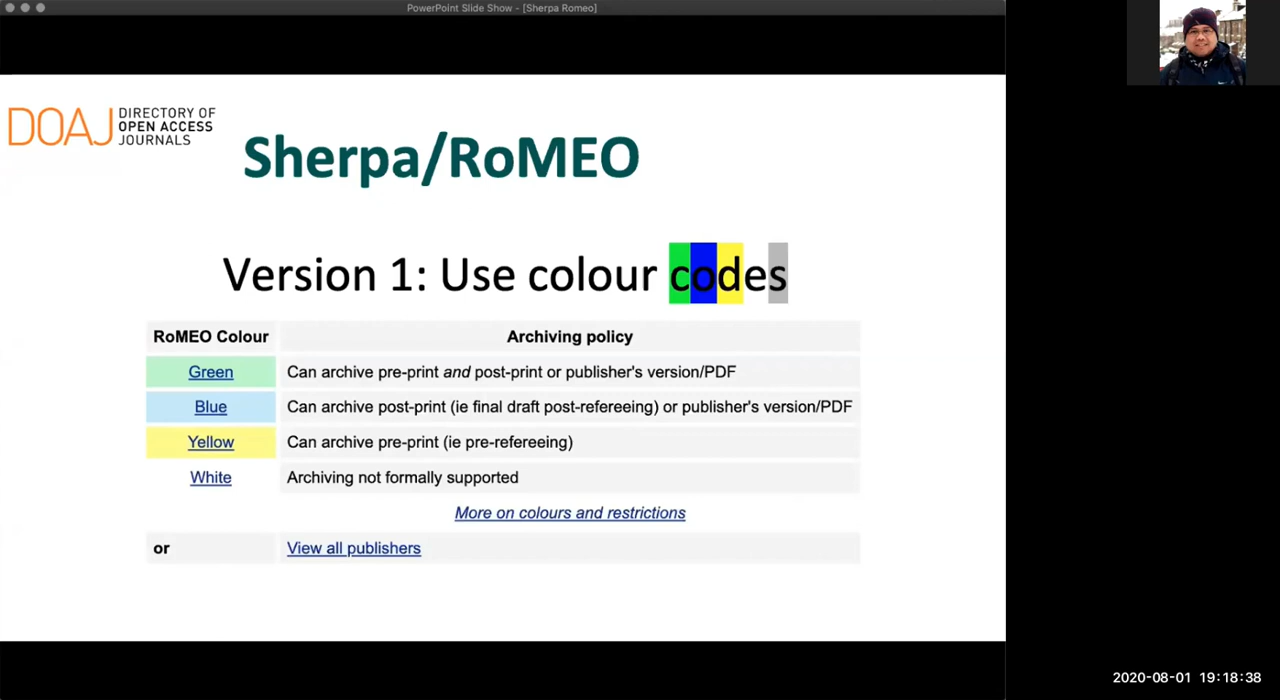 PowerPoint Slide Show - [Sherpa Romeo]
DOAJ DIRECTORY OF
OPEN ACCESS
JOURNALS
Sherpa/RoMEO
Version 1: Use colour codes
RoMEO Colour Archiving policy
Green Can archive pre-print and post-print or publisher's version/PDF
Blue Can archive post-print (ie final draft post-refereeing) or publisher's version/PDF
Yellow Can archive pre-print (ie pre-refereeing)
White Archiving not formally supported
More on colours and restrictions
or View all publishers
2020-08-01 19:18:38